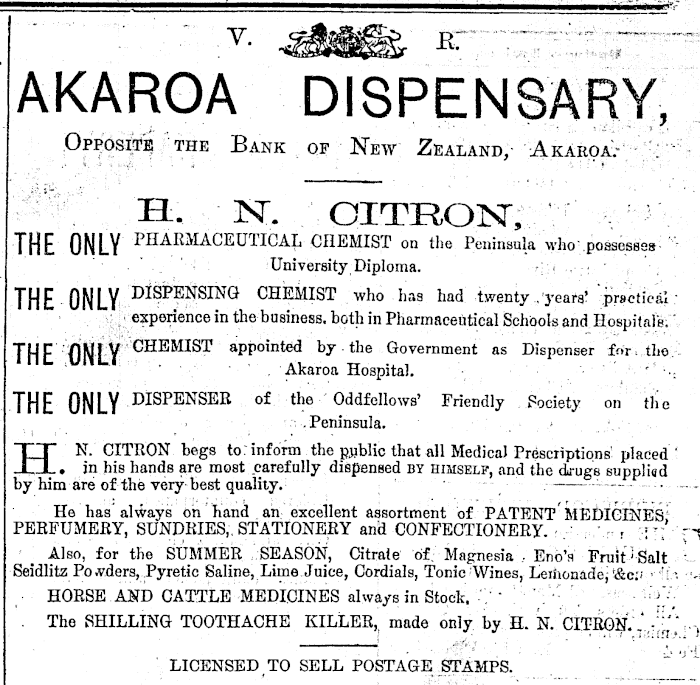 V. R.
AKAROA DISPENSARY,
OPPOSITE THE BANK OF NEW ZEALAND, AKAROA.
H. N. CITRON,
THE ONLY PHARMACEUTICAL CHEMIST on the Peninsula who possesses
University Diploma.
THE ONLY DISPENSING CHEMIST who has had twenty years' practical
experience in the business, both in Pharmaceutical Schools and Hospitals.
THE ONLY CHEMIST appointed by the Government as Dispenser for the
Akaroa Hospital.
THE ONLY DISPENSER of the Oddfellows' Friendly Society on the
Peninsula.
H. N. CITRON begs to inform the public that all Medical Prescriptions placed
in his hands are most carefully dispensed BY HIMSELF, and the drugs supplied
by him are of the very best quality.
He has always on hand an excellent assortment of PATENT MEDICINES,
PERFUMERY, SUNDRIES, STATIONERY and CONFECTIONERY.
Also, for the SUMMER SEASON, Citrate of Magnesia . Eno's Fruit Salt
Seidlitz Powders, Pyretic Saline, Lime Juice, Cordials, Tonic Wines, Lemonade, &c.
HORSE AND CATTLE MEDICINES always in Stock.
The SHILLING TOOTHACHE KILLER, made only by H. N. CITRON.
LICENSED TO SELL POSTAGE STAMPS.